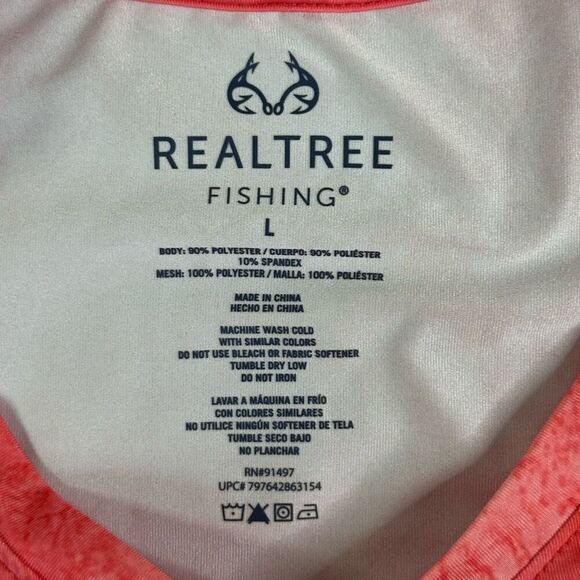 REALTREE
FISHING®
L
BODY: 90% POLYESTER / CUERPO: 90% POLIÉSTER
10% SPANDEX
MESH: 100% POLYESTER / MALLA: 100% POLIÉSTER
MADE IN CHINA
HECHO EN CHINA
MACHINE WASH COLD
WITH SIMILAR COLORS
DO NOT USE BLEACH OR FABRIC SOFTENER
TUMBLE DRY LOW
DO NOT IRON
LAVAR A MÁQUINA EN FRÍO
CON COLORES SIMILARES
NO UTILICE NINGÚN SOFTENER DE TELA
TUMBLE SECO BAJO
NO PLANCHAR
RN#91497
UPC# 797642863154